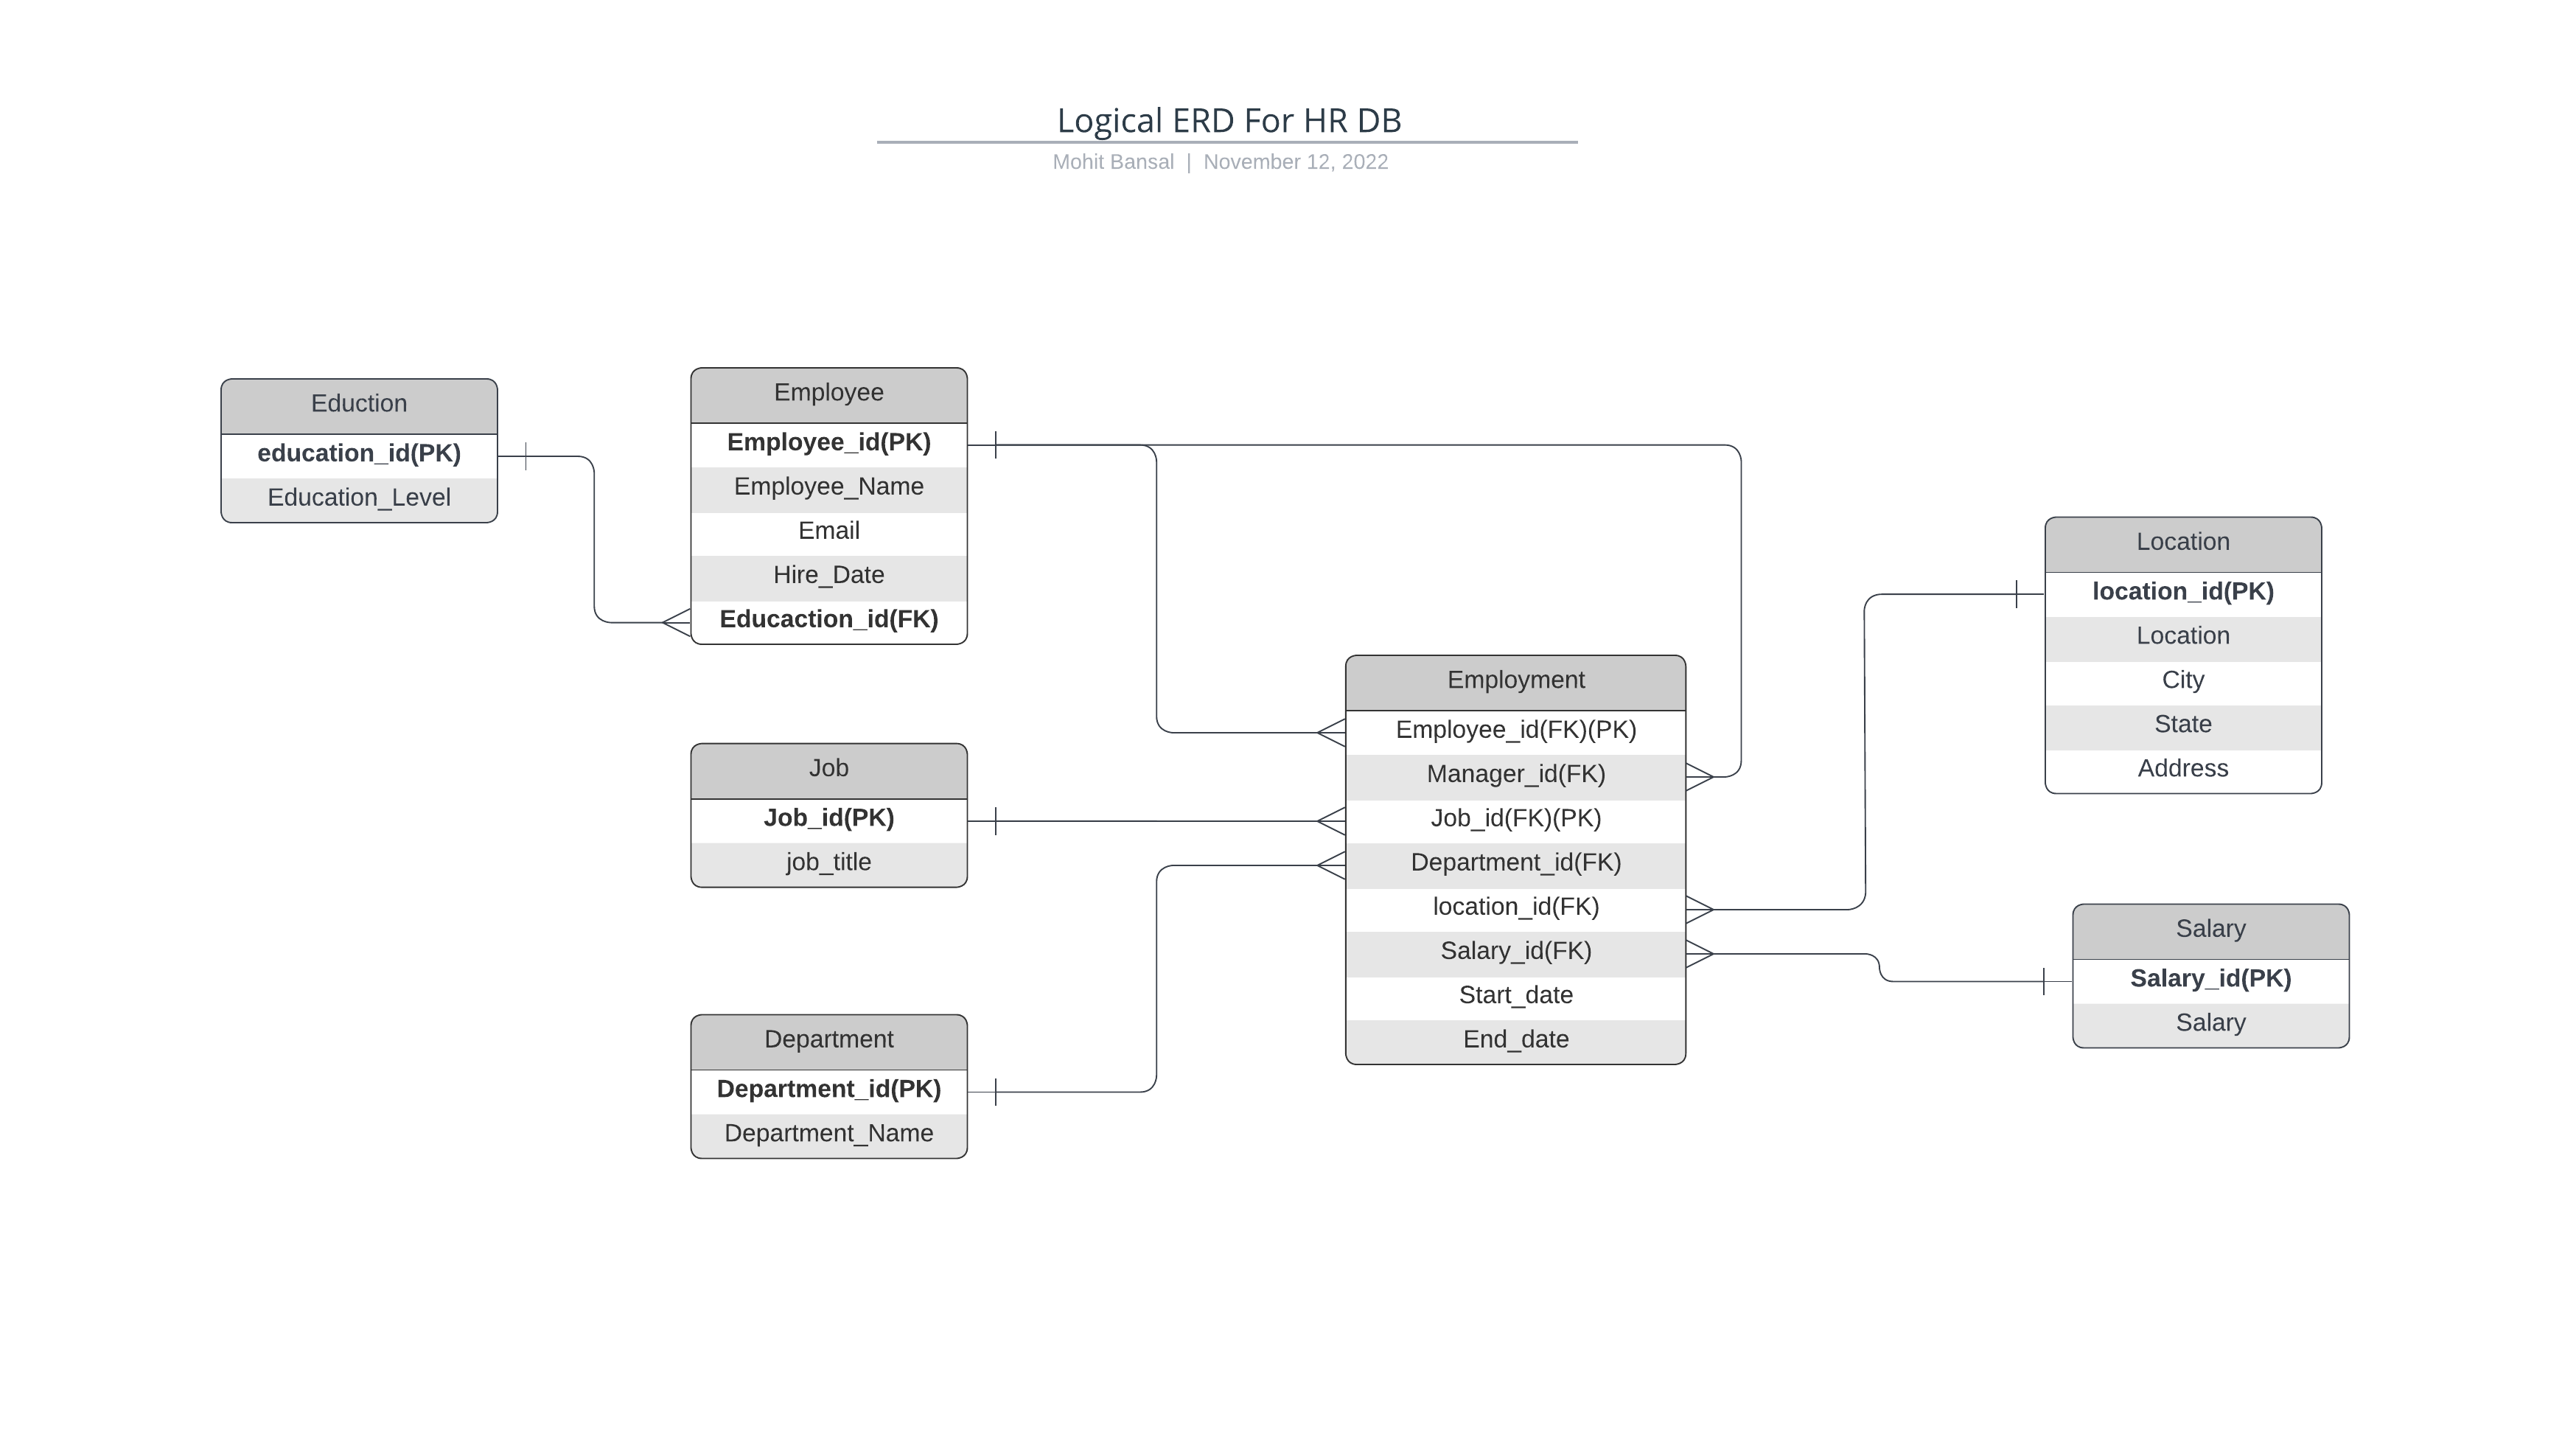 Logical ERD For HR DB
Mohit Bansal | November 12, 2022
Eduction
education_id(PK)
Education_Level
Employee
Employee_id(PK)
Employee_Name
Email
Hire_Date
Educaction_id(FK)
Job
Job_id(PK)
job_title
Department
Department_id(PK)
Department_Name
Employment
Employee_id(FK)(PK)
Manager_id(FK)
Job_id(FK)(PK)
Department_id(FK)
location_id(FK)
Salary_id(FK)
Start_date
End_date
Location
location_id(PK)
Location
City
State
Address
Salary
Salary_id(PK)
Salary